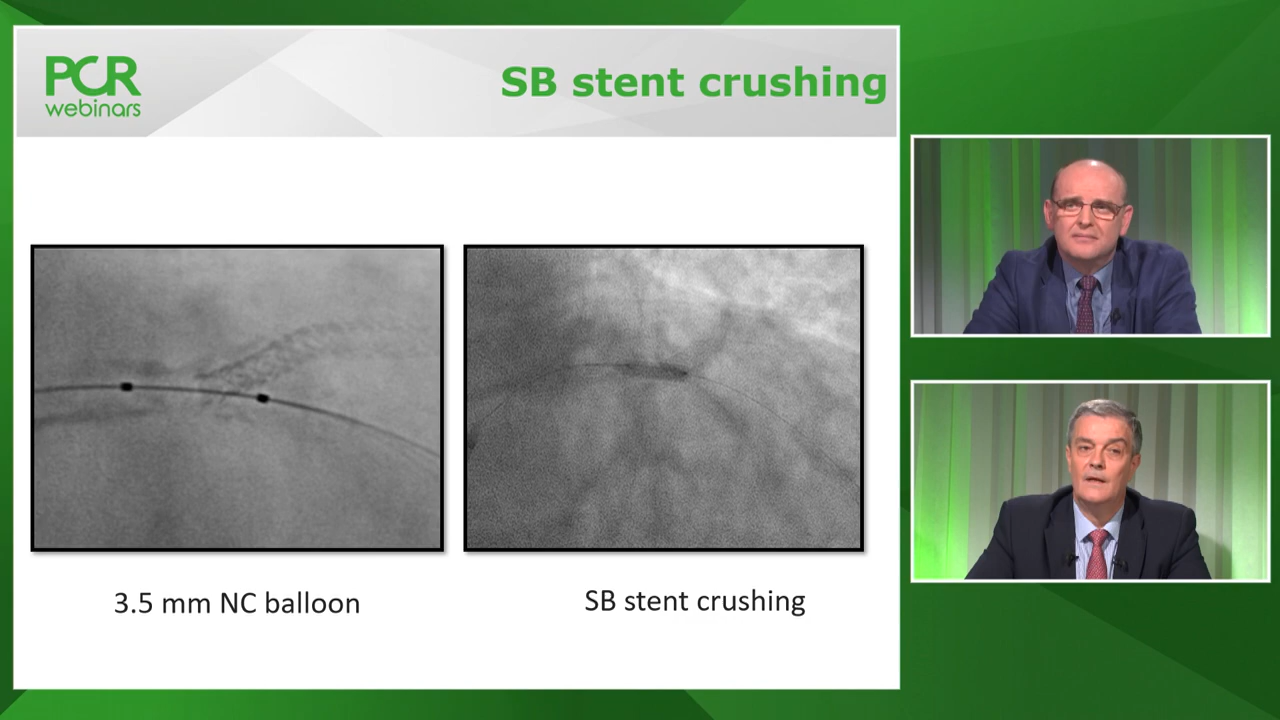 PCR
webinars
SB stent crushing
3.5 mm NC balloon
SB stent crushing